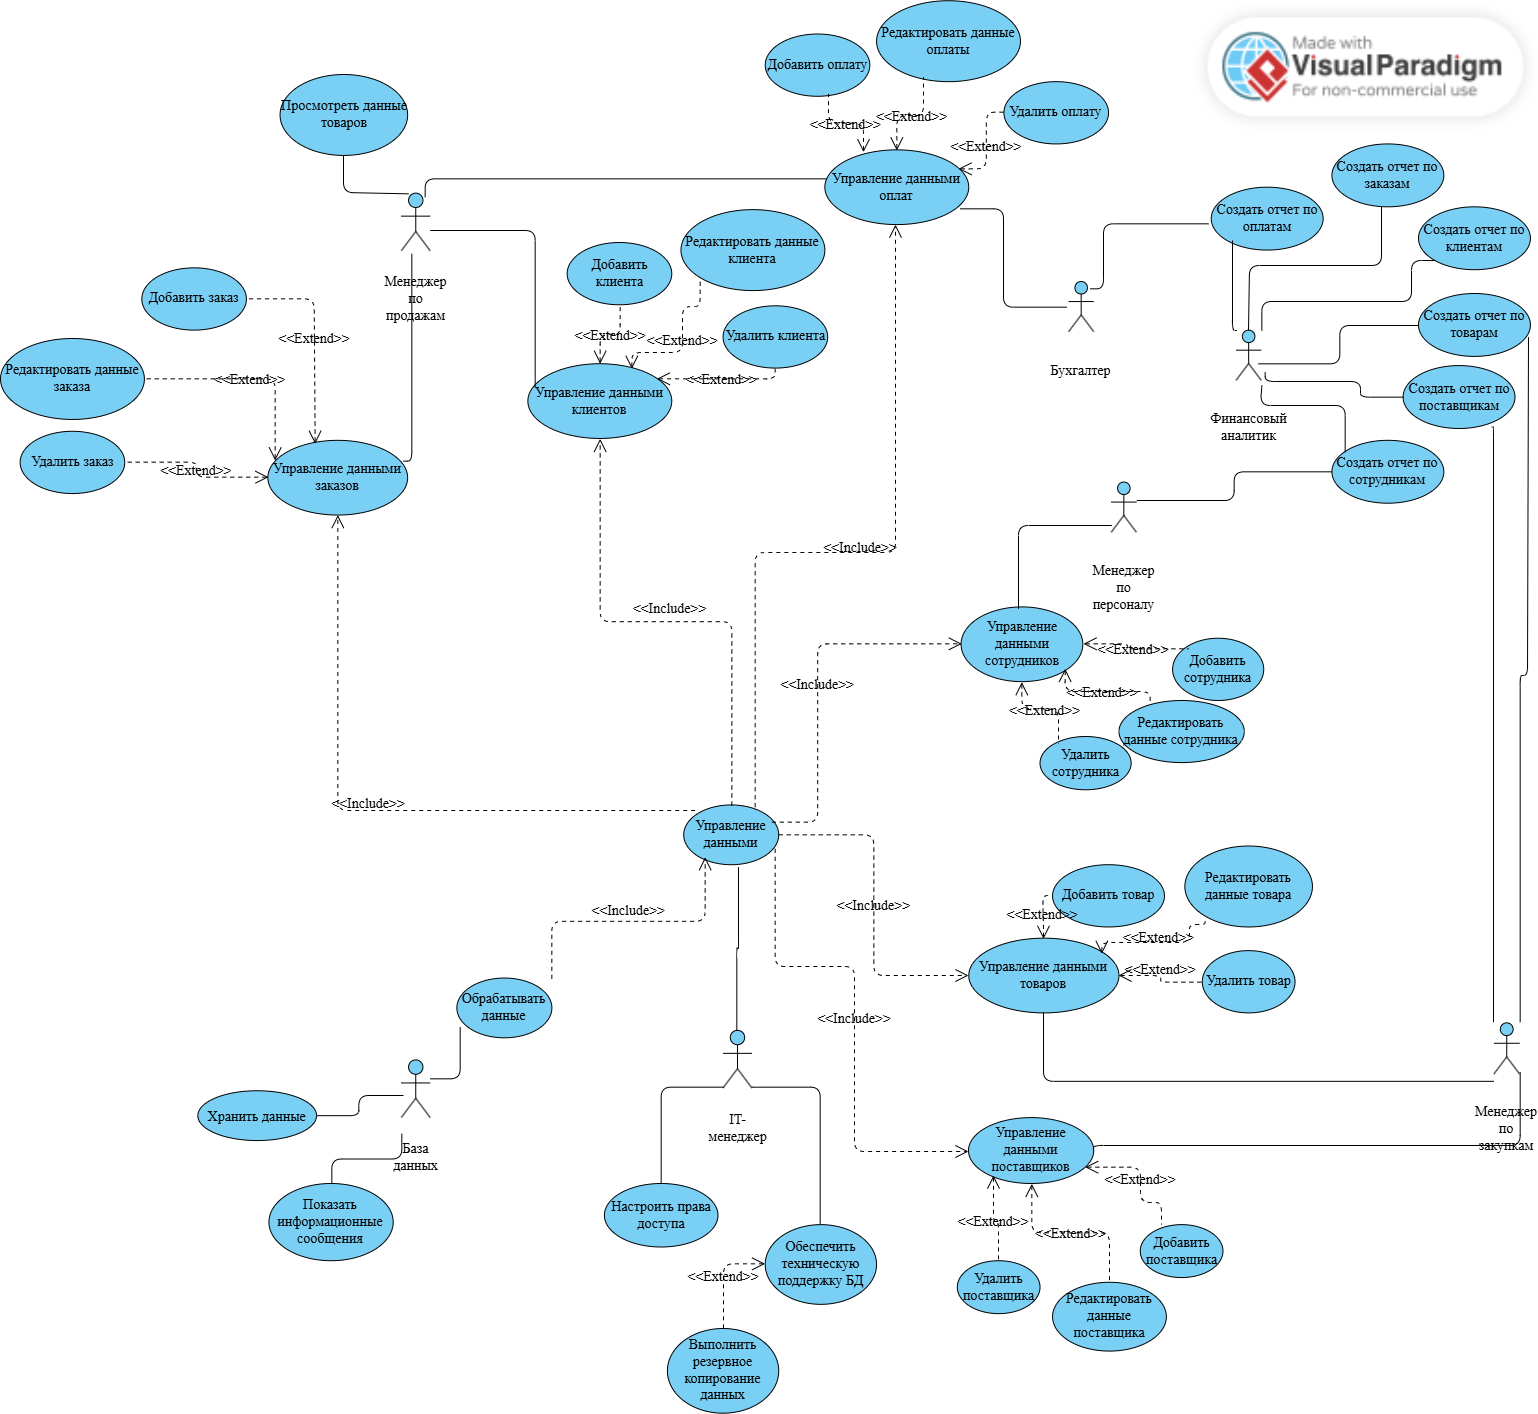 Made with
Visual Paradigm
For non-commercial use
Редактировать данные
оплаты
Добавить оплату
Удалить оплату
<<Extend>>
<<Extend>>
<<Extend>>
Просмотреть данные
товаров
Управление данными
оплат
Создать отчет по
заказам
Создать отчет по
оплатам
Создать отчет по
клиентам
Создать отчет по
товарам
Создать отчет по
поставщикам
Создать отчет по
сотрудникам
Менеджер
по
продажам
Бухгалтер
Финансовый
аналитик
Добавить
клиента
Редактировать данные
клиента
Удалить клиента
<<Extend>>
<<Extend>>
<<Extend>>
Управление данными
клиентов
Добавить заказ
<<Extend>>
Редактировать данные
заказа
<<Extend>>
Удалить заказ
<<Extend>>
Управление данными
заказов
<<Include>>
<<Include>>
<<Include>>
<<Include>>
Менеджер
по
персоналу
Управление
данными
сотрудников
<<Extend>>
Добавить
сотрудника
<<Extend>>
Редактировать
данные сотрудника
<<Extend>>
Удалить
сотрудника
Управление
данными
<<Include>>
<<Include>>
<<Include>>
Добавить товар
<<Extend>>
Редактировать
данные товара
<<Extend>>
Удалить товар
<<Extend>>
Управление данными
товаров
Обрабатывать
данные
Хранить данные
База
данных
Показать
информационные
сообщения
IT-
менеджер
Настроить права
доступа
Обеспечить
техническую
поддержку БД
<<Extend>>
Выполнить
резервное
копирование
данных
Менеджер
по
закупкам
Управление
данными
поставщиков
<<Extend>>
<<Extend>>
<<Extend>>
Добавить
поставщика
Удалить
поставщика
Редактировать
данные
поставщика